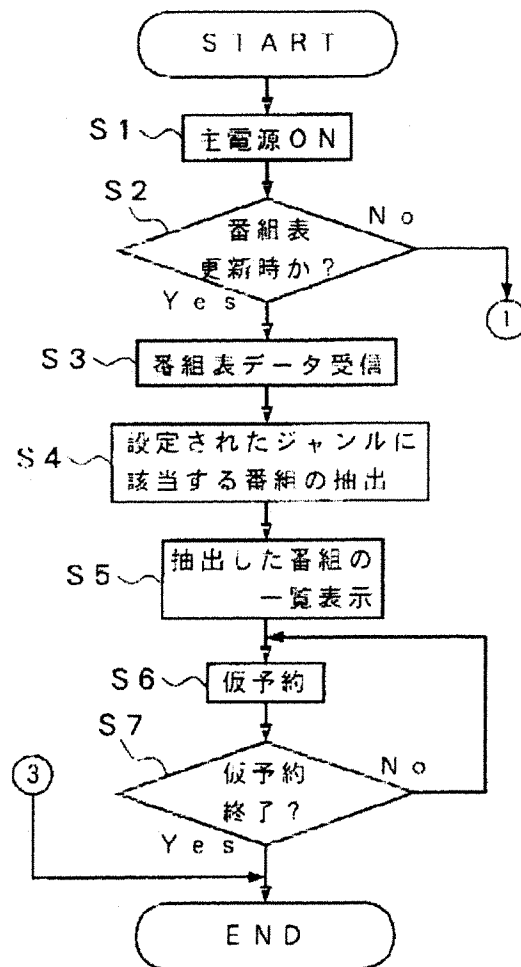 START
S1
主電源ON
S2
番組表
更新時か?
No
Yes
1
S3
番組表データ受信
S4
設定されたジャンルに
該当する番組の抽出
S5
抽出した番組の
一覧表示
S6
仮予約
S7
仮予約
終了?
No
3
Yes
END